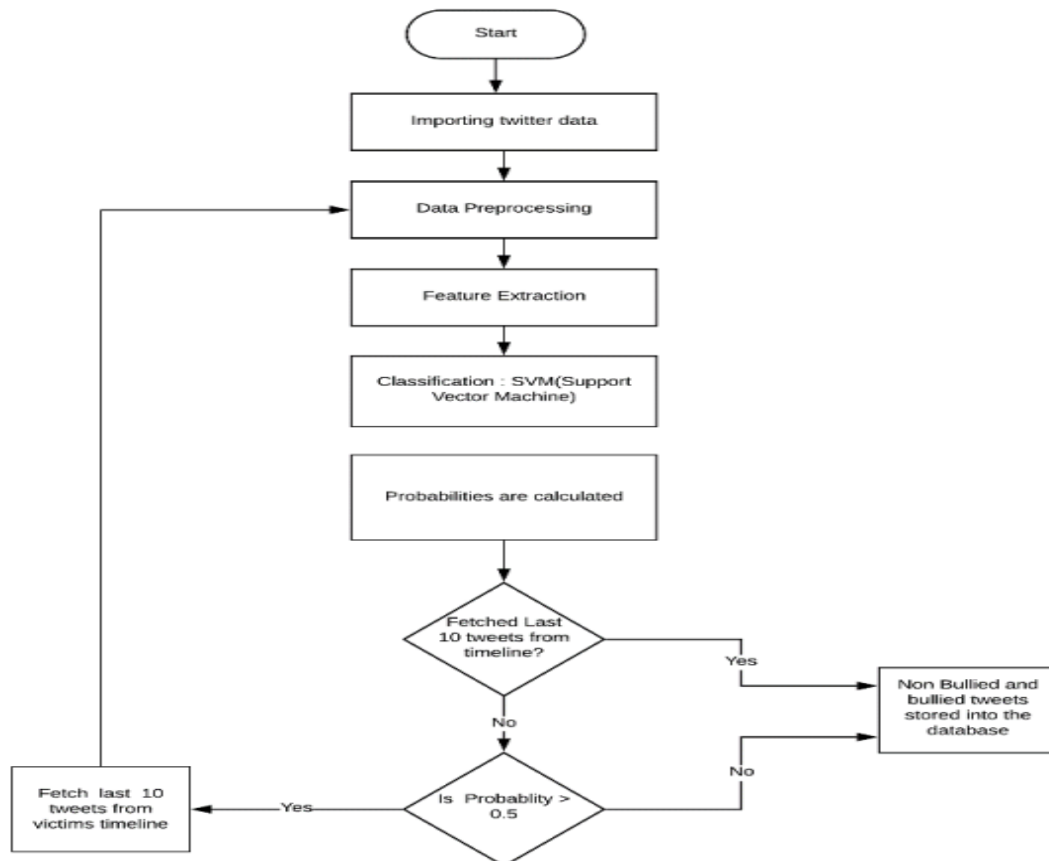 Start
Importing twitter data
Data Preprocessing
Feature Extraction
Classification : SVM(Support
Vector Machine)
Probabilities are calculated
Fetched Last
10 tweets from
timeline?
Yes
Non Bullied and
bullied tweets
stored into the
database
No
Is Probablity >
0.5
No
Yes
Fetch last 10
tweets from
victims timeline